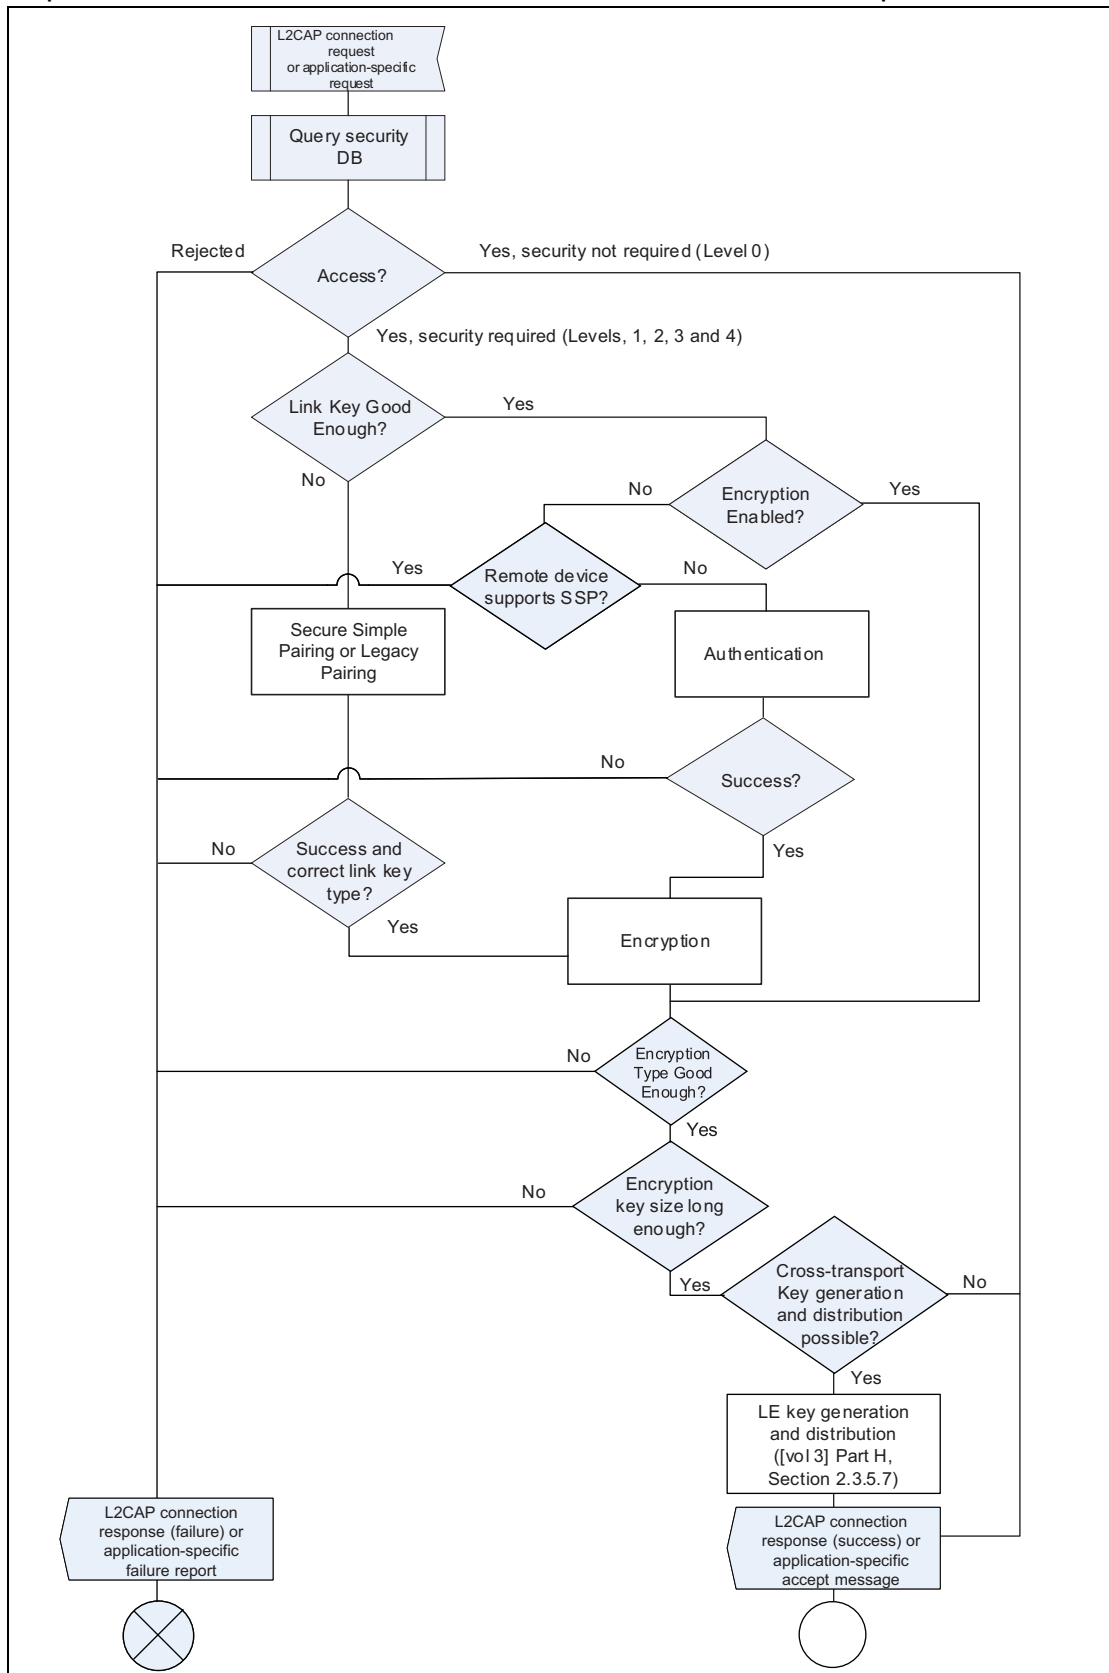 L2CAP connection
request
or application-specific
request
Query security
DB
Rejected
Yes, security not required (Level 0)
Access?
Yes, security required (Levels, 1, 2, 3 and 4)
Link Key Good
Enough?
Yes
No
No
Encryption
Enabled?
Yes
Yes
Remote device
supports SSP?
No
Secure Simple
Pairing or Legacy
Pairing
Authentication
No
Success?
No
Success and
correct link key
type?
Yes
Yes
Encryption
No
Encryption
Type Good
Enough?
Yes
No
Encryption
key size long
enough?
Yes
Cross-transport
Key generation
and distribution
possible?
No
Yes
LE key generation
and distribution
([vol 3] Part H,
Section 2.3.5.7)
L2CAP connection
response (failure) or
application-specific
failure report
L2CAP connection
response (success) or
application-specific
accept message